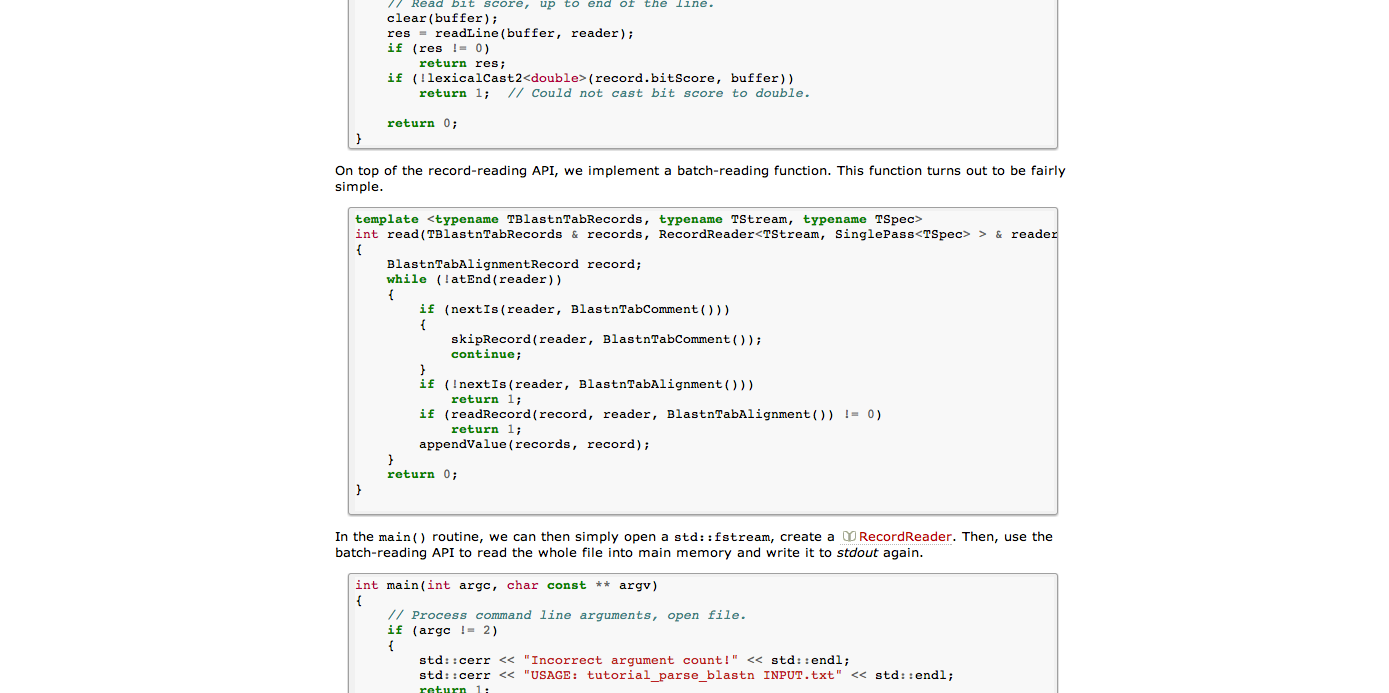 // Read bit score, up to end of the line.
clear(buffer);
res = readLine(buffer, reader);
if (res != 0)
return res;
if (!lexicalCast2<double>(record.bitScore, buffer))
return 1;  // Could not cast bit score to double.
return 0;
}
On top of the record-reading API, we implement a batch-reading function. This function turns out to be fairly
simple.
template <typename TBlastnTabRecords, typename TStream, typename TSpec>
int read(TBlastnTabRecords & records, RecordReader<TStream, SinglePass<TSpec> > & reader
{
BlastnTabAlignmentRecord record;
while (!atEnd(reader))
{
if (nextIs(reader, BlastnTabComment()))
{
skipRecord(reader, BlastnTabComment());
continue;
}
if (!nextIs(reader, BlastnTabAlignment()))
return 1;
if (readRecord(record, reader, BlastnTabAlignment()) != 0)
return 1;
appendValue(records, record);
}
return 0;
}
In the main() routine, we can then simply open a std::fstream, create a RecordReader. Then, use the
batch-reading API to read the whole file into main memory and write it to stdout again.
int main(int argc, char const ** argv)
{
// Process command line arguments, open file.
if (argc != 2)
{
std::cerr << "Incorrect argument count!" << std::endl;
std::cerr << "USAGE: tutorial_parse_blastn INPUT.txt" << std::endl;
return 1;